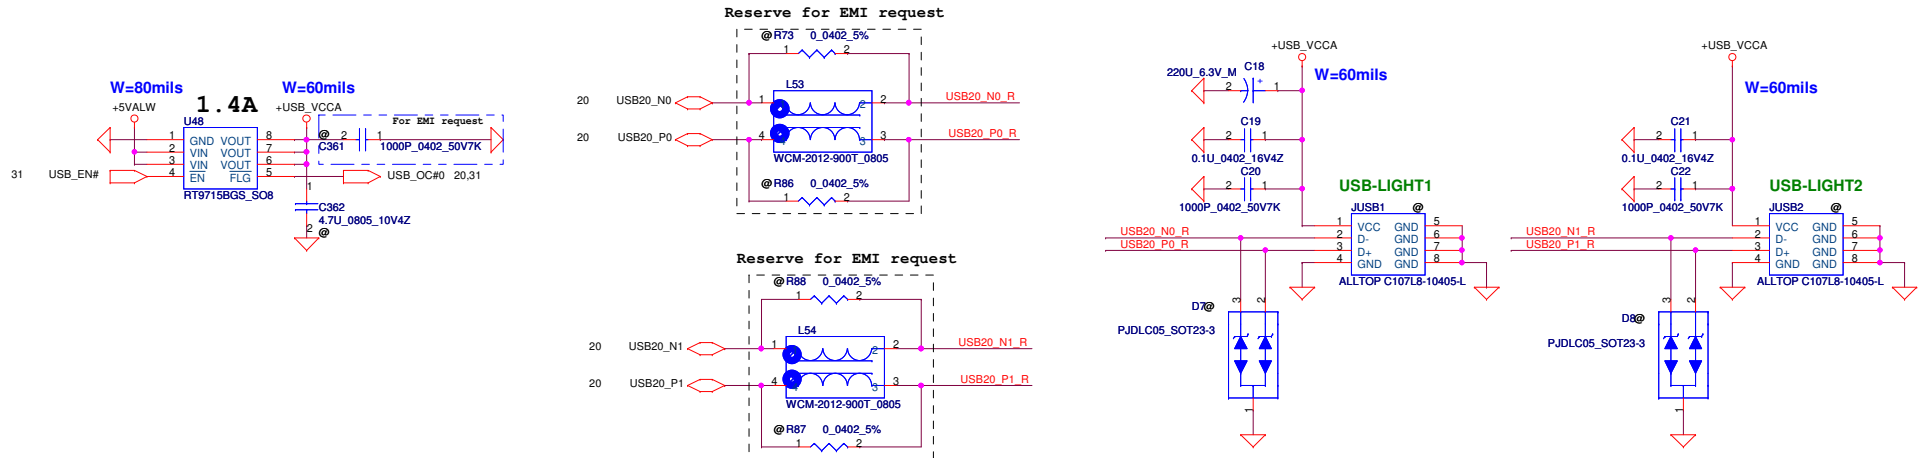 W=80mils
+5VALW
1.4A
W=60mils
+USB_VCCA
U48
1 GND VOUT 8
2 VIN VOUT 7
3 VIN VOUT 6
4 EN FLG 5
RT9715BGS_SO8
31 USB_EN#
USB_OC#0 20,31
For EMI request
@
C361
2 1
1000P_0402_50V7K
1
C362
4.7U_0805_10V4Z
2
@
Reserve for EMI request
@ R73 0_0402_5%
1 2
L53
20 USB20_N0 1 2 2 USB20_N0_R
20 USB20_P0 4 3 3 USB20_P0_R
WCM-2012-900T_0805
@ R86 0_0402_5%
1 2
Reserve for EMI request
@ R88 0_0402_5%
1 2
L54
20 USB20_N1 1 2 2 USB20_N1_R
20 USB20_P1 4 3 3 USB20_P1_R
WCM-2012-900T_0805
@ R87 0_0402_5%
1 2
+USB_VCCA
W=60mils
C18
220U_6.3V_M
2 + 1
C19
2 1
0.1U_0402_16V4Z
C20
2 1
1000P_0402_50V7K
USB-LIGHT1
JUSB1 @
1 VCC GND 5
USB20_N0_R 2 D- GND 6
USB20_P0_R 3 D+ GND 7
4 GND GND 8
ALLTOP C107L8-10405-L
D7@
3 2
PJDLC05_SOT23-3
1
+USB_VCCA
W=60mils
C21
2 1
0.1U_0402_16V4Z
C22
2 1
1000P_0402_50V7K
USB-LIGHT2
JUSB2 @
1 VCC GND 5
USB20_N1_R 2 D- GND 6
USB20_P1_R 3 D+ GND 7
4 GND GND 8
ALLTOP C107L8-10405-L
D8@
3 2
PJDLC05_SOT23-3
1